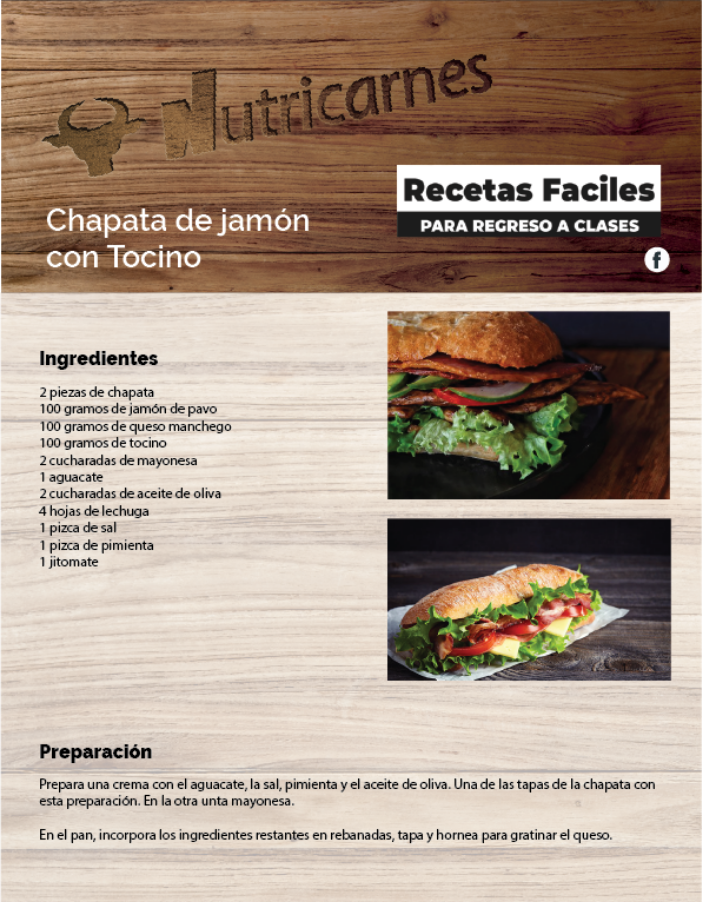 Nutricarnes
Recetas Faciles
PARA REGRESO A CLASES
Chapata de jamón
con Tocino
f
Ingredientes
2 piezas de chapata
100 gramos de jamón de pavo
100 gramos de queso manchego
100 gramos de tocino
2 cucharadas de mayonesa
1 aguacate
2 cucharadas de aceite de oliva
4 hojas de lechuga
1 pizca de sal
1 pizca de pimienta
1 jitomate
Preparación
Prepara una crema con el aguacate, la sal, pimienta y el aceite de oliva. Una de las tapas de la chapata con
esta preparación. En la otra unta mayonesa.
En el pan, incorpora los ingredientes restantes en rebanadas, tapa y hornea para gratinar el queso.